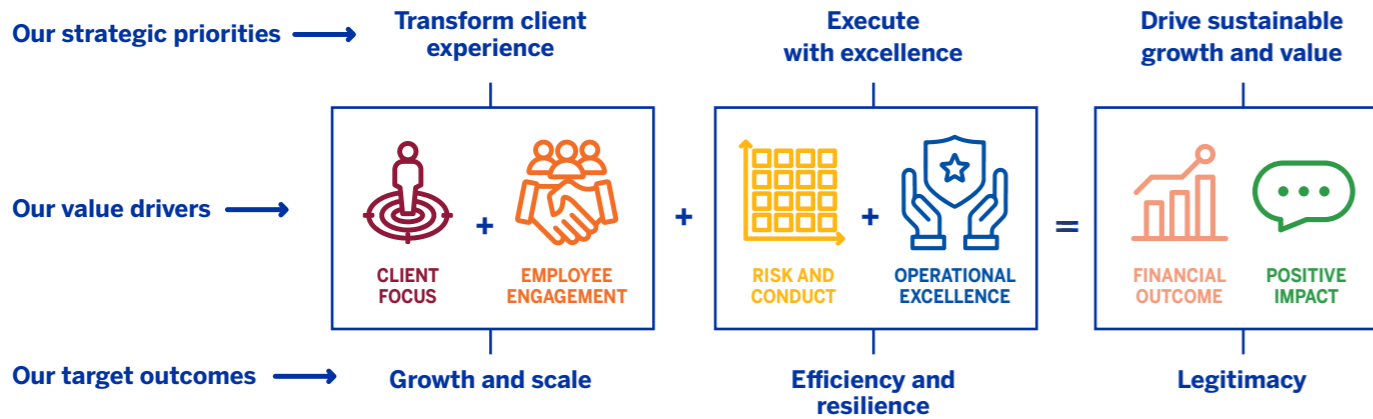 Our strategic priorities
Transform client
experience
Execute
with excellence
Drive sustainable
growth and value
Our value drivers
CLIENT
FOCUS
+
EMPLOYEE
ENGAGEMENT
+
RISK AND
CONDUCT
+
OPERATIONAL
EXCELLENCE
=
FINANCIAL
OUTCOME
POSITIVE
IMPACT
Our target outcomes
Growth and scale
Efficiency and
resilience
Legitimacy